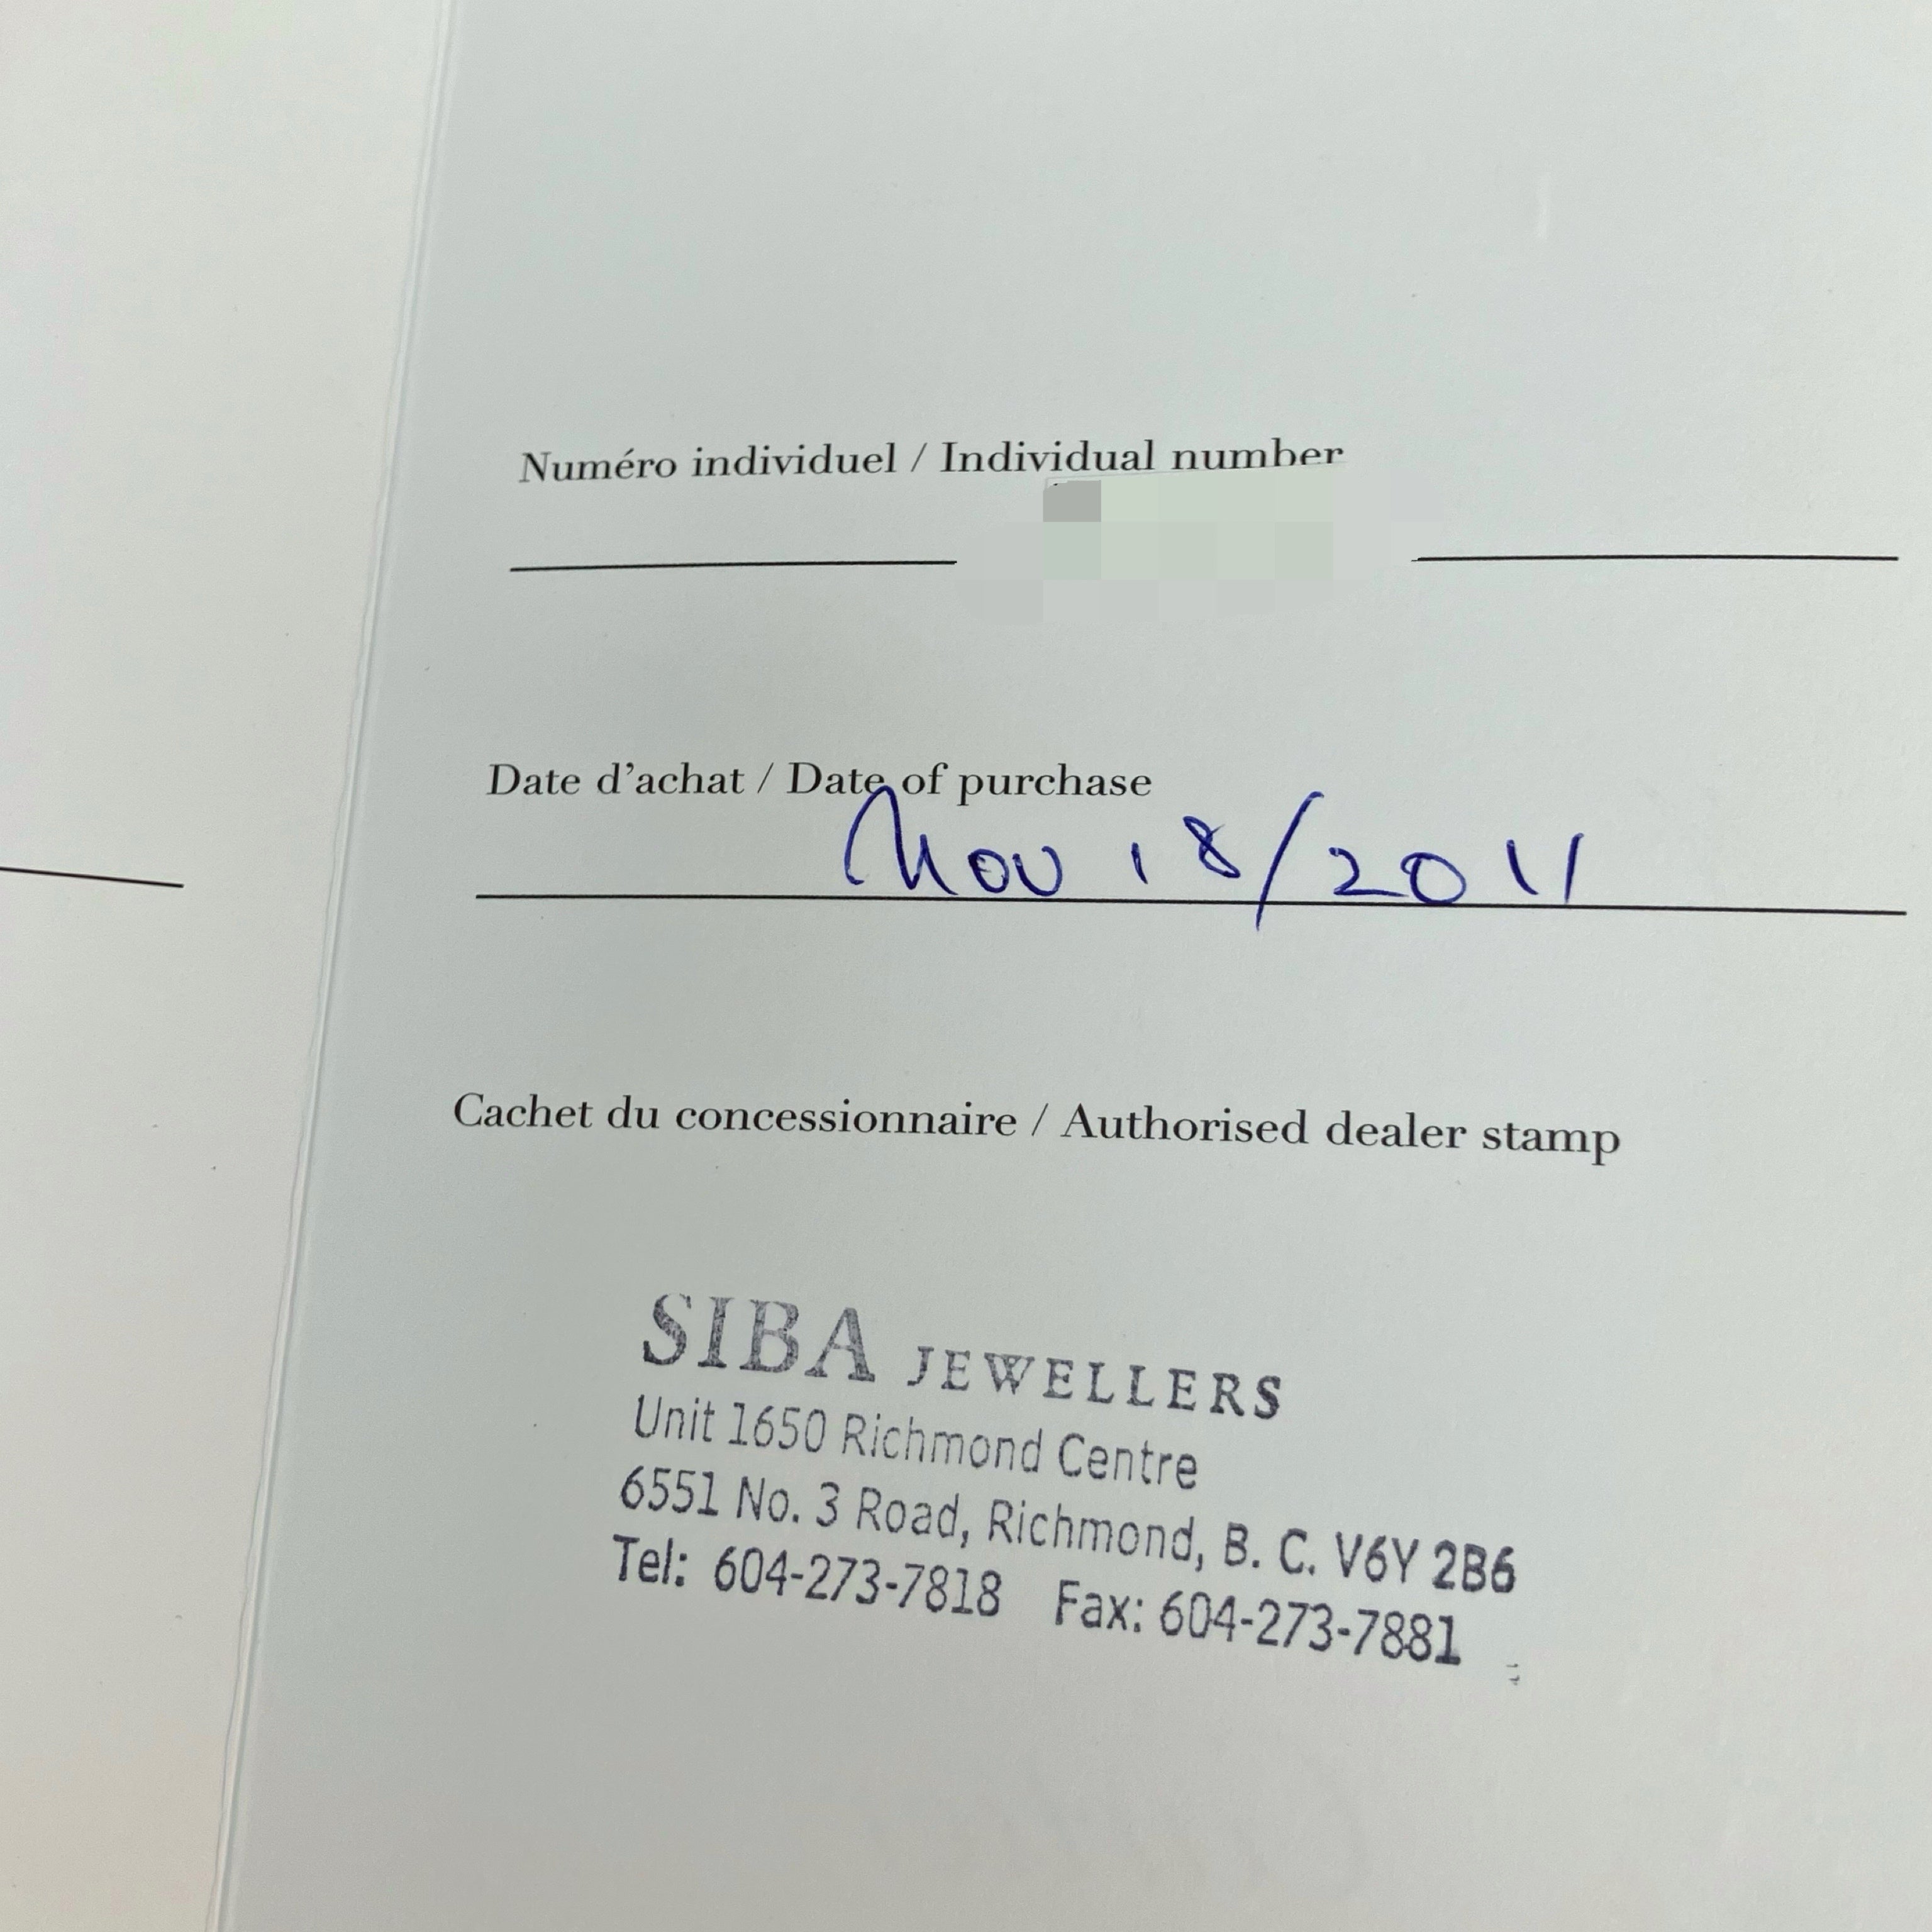 Numéro individuel / Individual number
Date d'achat / Date of purchase
Nov 18/2011
Cachet du concessionnaire / Authorised dealer stamp
SIBA JEWELLERS
Unit 1650 Richmond Centre
6551 No. 3 Road, Richmond, B. C. V6Y 2B6
Tel: 604-273-7818 Fax: 604-273-7881